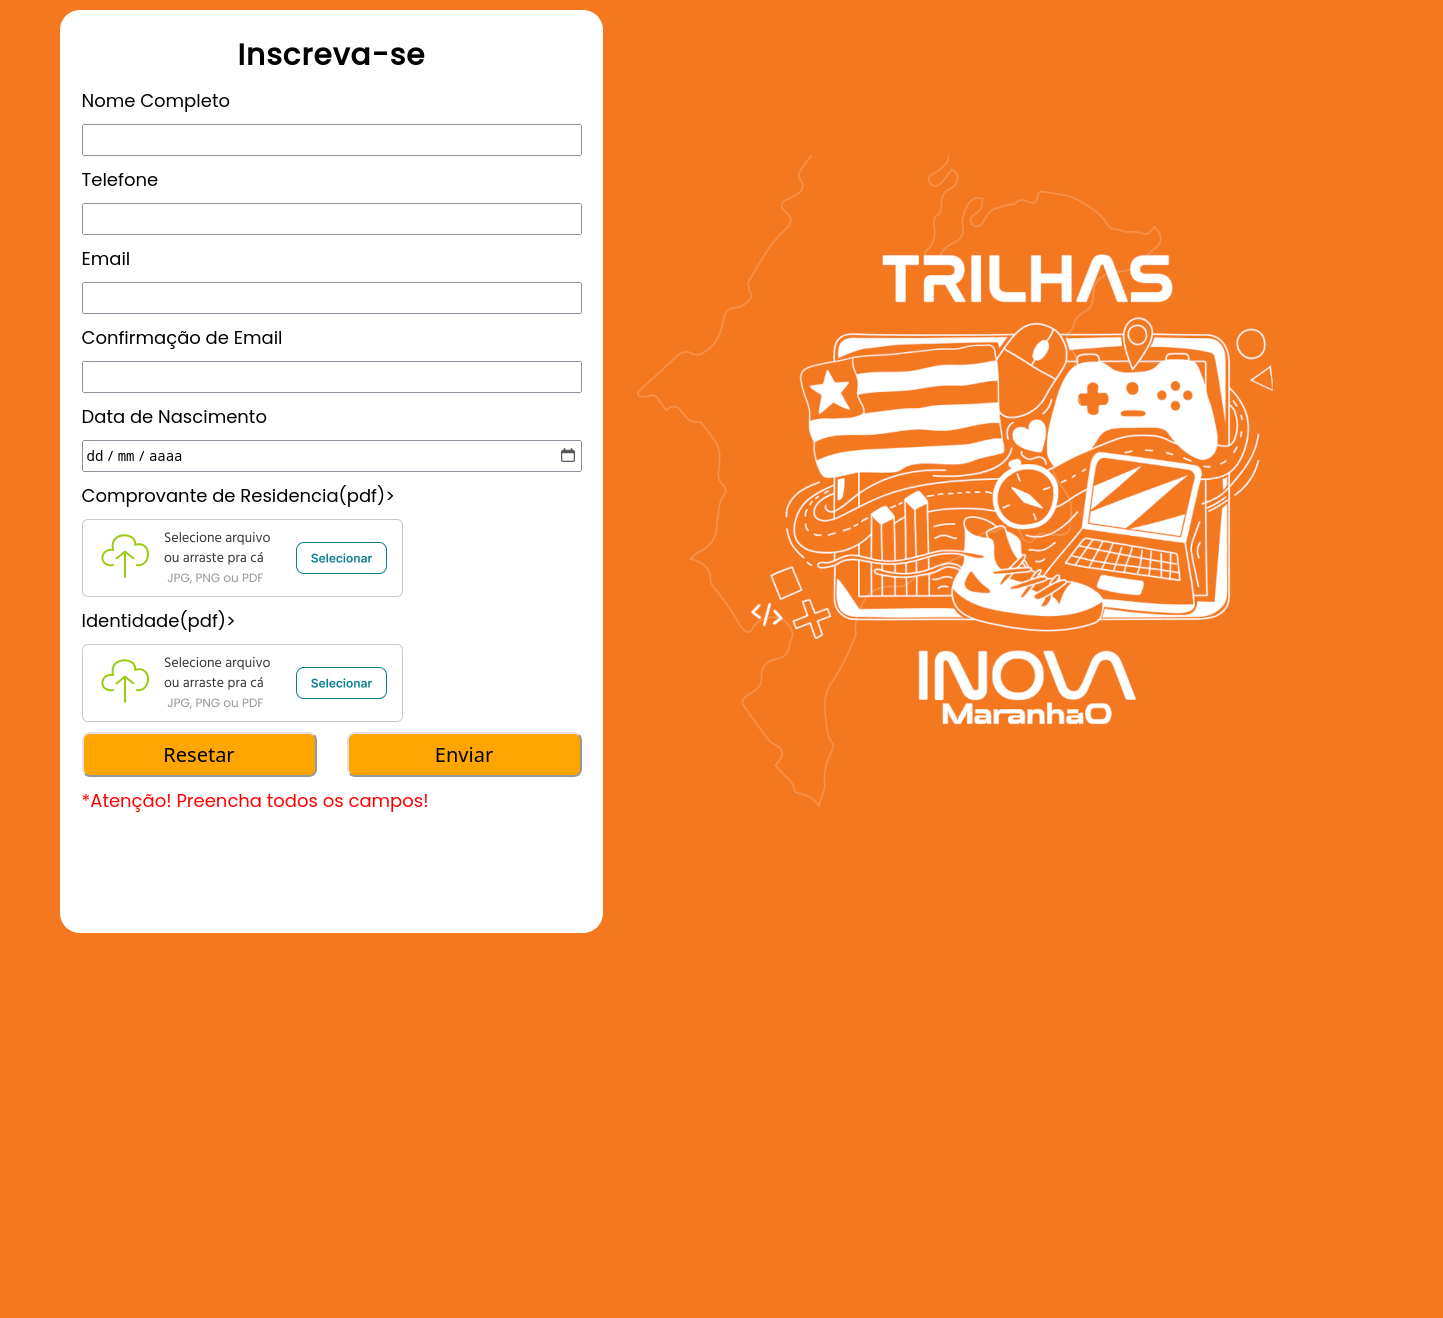 Inscreva-se
Nome Completo
Telefone
Email
Confirmação de Email
Data de Nascimento
dd / mm / aaaa
Comprovante de Residencia(pdf)>
Selecione arquivo
ou arraste pra cá
JPG, PNG ou PDF
Selecionar
Identidade(pdf)>
Selecione arquivo
ou arraste pra cá
JPG, PNG ou PDF
Selecionar
Resetar
Enviar
*Atenção! Preencha todos os campos!
TRILHAS
</>
INOVA
Maranhão